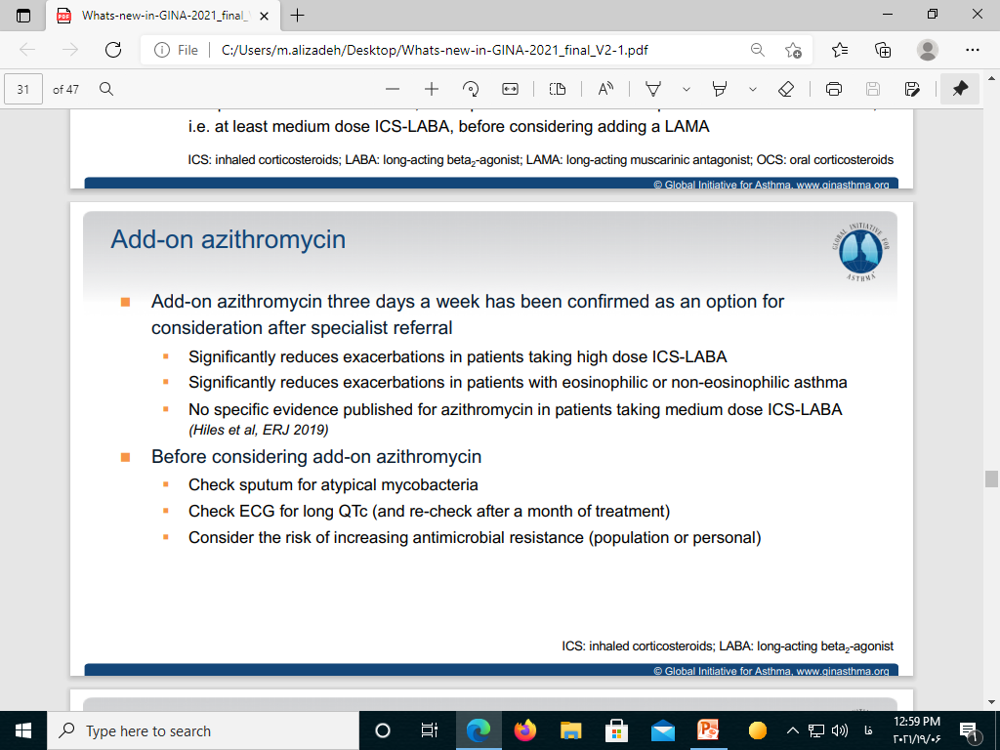 Whats-new-in-GINA-2021_final_
File
C:/Users/m.alizadeh/Desktop/Whats-new-in-GINA-2021_final_V2-1.pdf
31
of 47
i.e. at least medium dose ICS-LABA, before considering adding a LAMA
ICS: inhaled corticosteroids; LABA: long-acting beta2-agonist; LAMA: long-acting muscarinic antagonist; OCS: oral corticosteroids
© Global Initiative for Asthma, www.ginasthma.org
Add-on azithromycin
GLOBAL INITIATIVE FOR ASTHMA
Add-on azithromycin three days a week has been confirmed as an option for
consideration after specialist referral
Significantly reduces exacerbations in patients taking high dose ICS-LABA
Significantly reduces exacerbations in patients with eosinophilic or non-eosinophilic asthma
No specific evidence published for azithromycin in patients taking medium dose ICS-LABA
(Hiles et al, ERJ 2019)
Before considering add-on azithromycin
Check sputum for atypical mycobacteria
Check ECG for long QTc (and re-check after a month of treatment)
Consider the risk of increasing antimicrobial resistance (population or personal)
ICS: inhaled corticosteroids; LABA: long-acting beta2-agonist
© Global Initiative for Asthma, www.ginasthma.org
Type here to search
فا
12:59 PM
۲۰۲۱/۱۹/۰۶
1